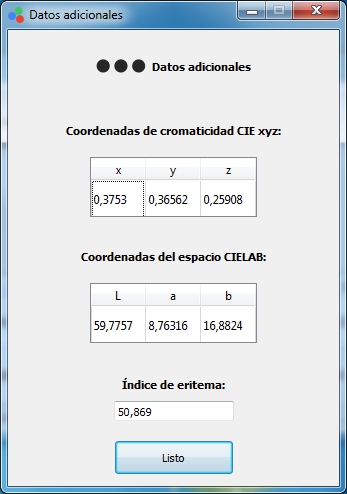 Datos adicionales
Datos adicionales
Coordenadas de cromaticidad CIE xyz:
x y z
0,3753 0,36562 0,25908
Coordenadas del espacio CIELAB:
L a b
59,7757 8,76316 16,8824
Índice de eritema:
50,869
Listo